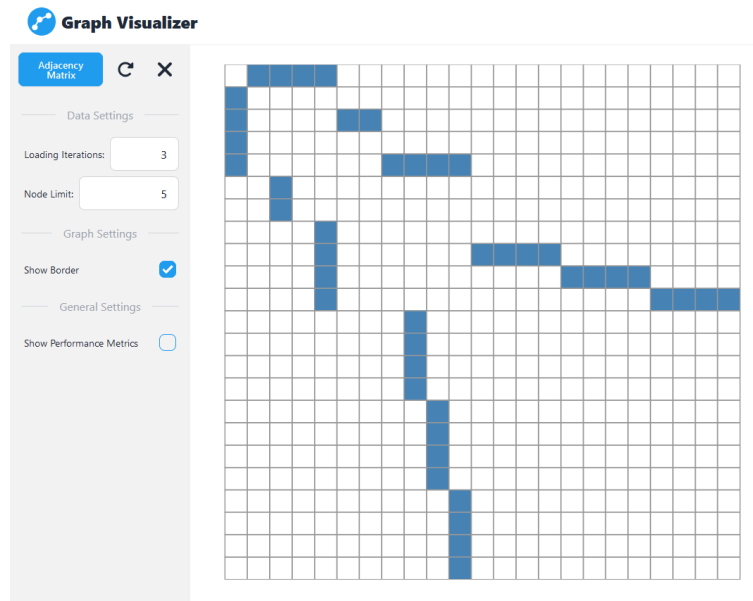 Graph Visualizer
Adjacency
Matrix
Data Settings
Loading Iterations: 3
Node Limit: 5
Graph Settings
Show Border
General Settings
Show Performance Metrics